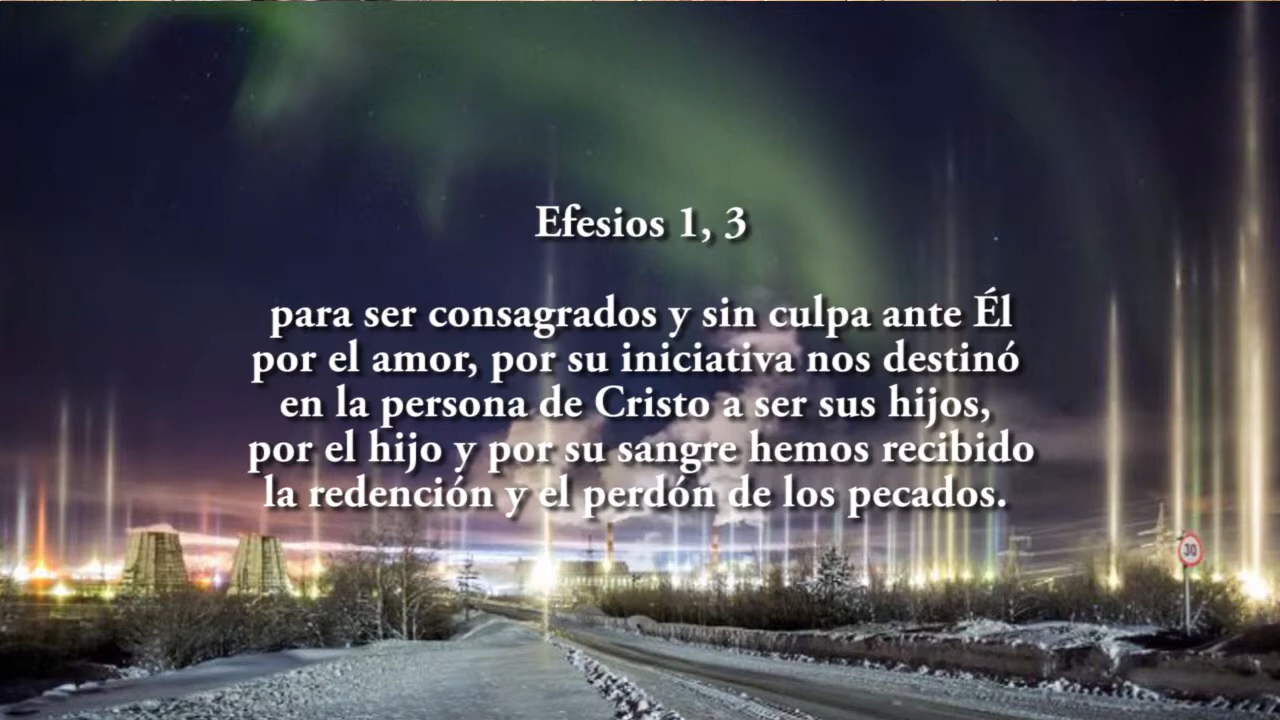 Efesios 1, 3
para ser consagrados y sin culpa ante Él
por el amor, por su iniciativa nos destinó
en la persona de Cristo a ser sus hijos,
por el hijo y por su sangre hemos recibido
la redención y el perdón de los pecados.
30